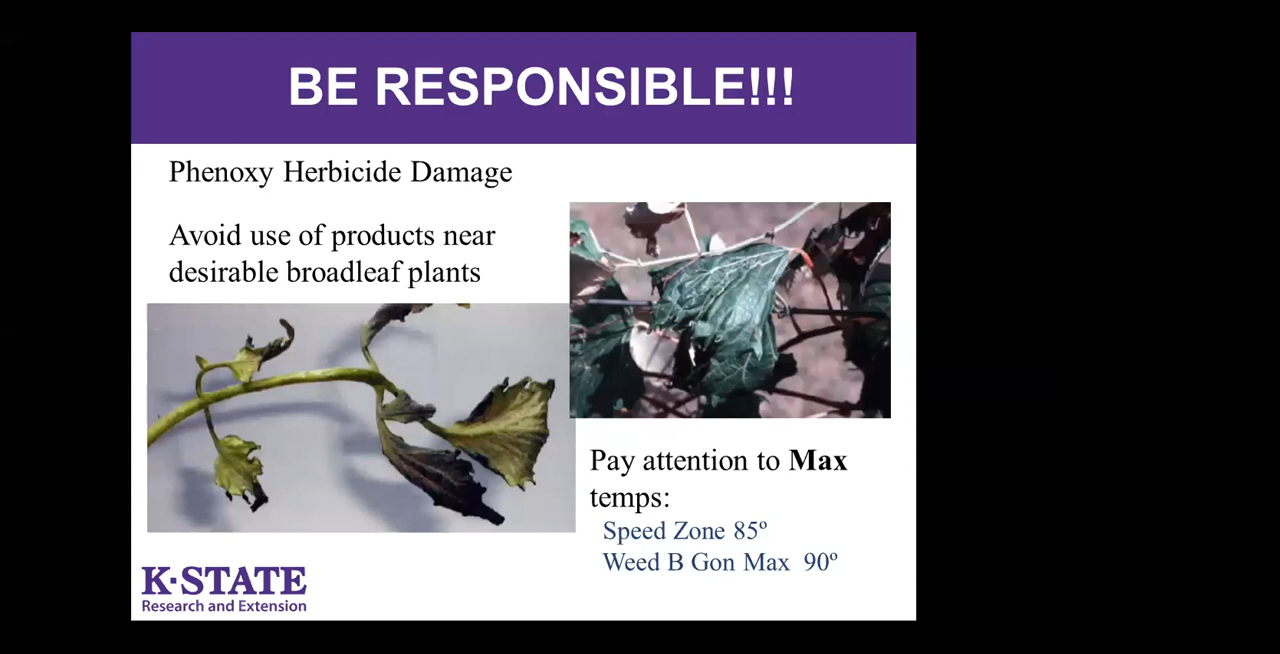 BE RESPONSIBLE!!!
Phenoxy Herbicide Damage
Avoid use of products near
desirable broadleaf plants
Pay attention to Max
temps:
Speed Zone 85º
Weed B Gon Max 90º
K·STATE
Research and Extension